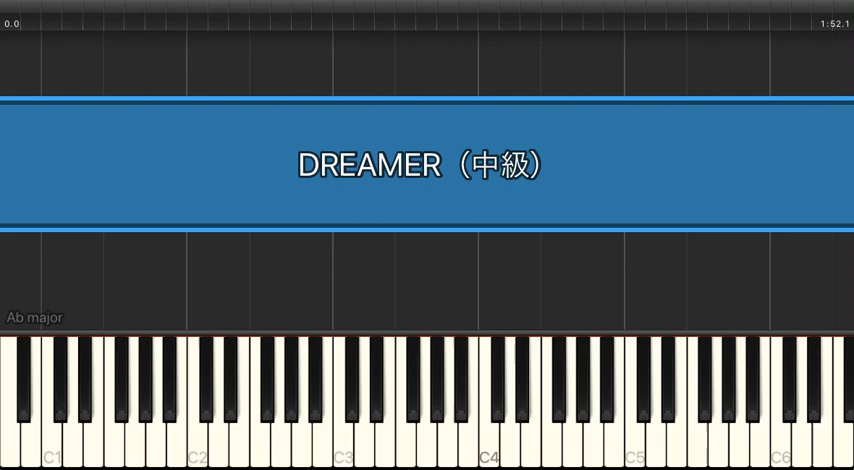 0.0
1:52.1
DREAMER（中級）
Ab major
C1
C2
C3
C4
C5
C6